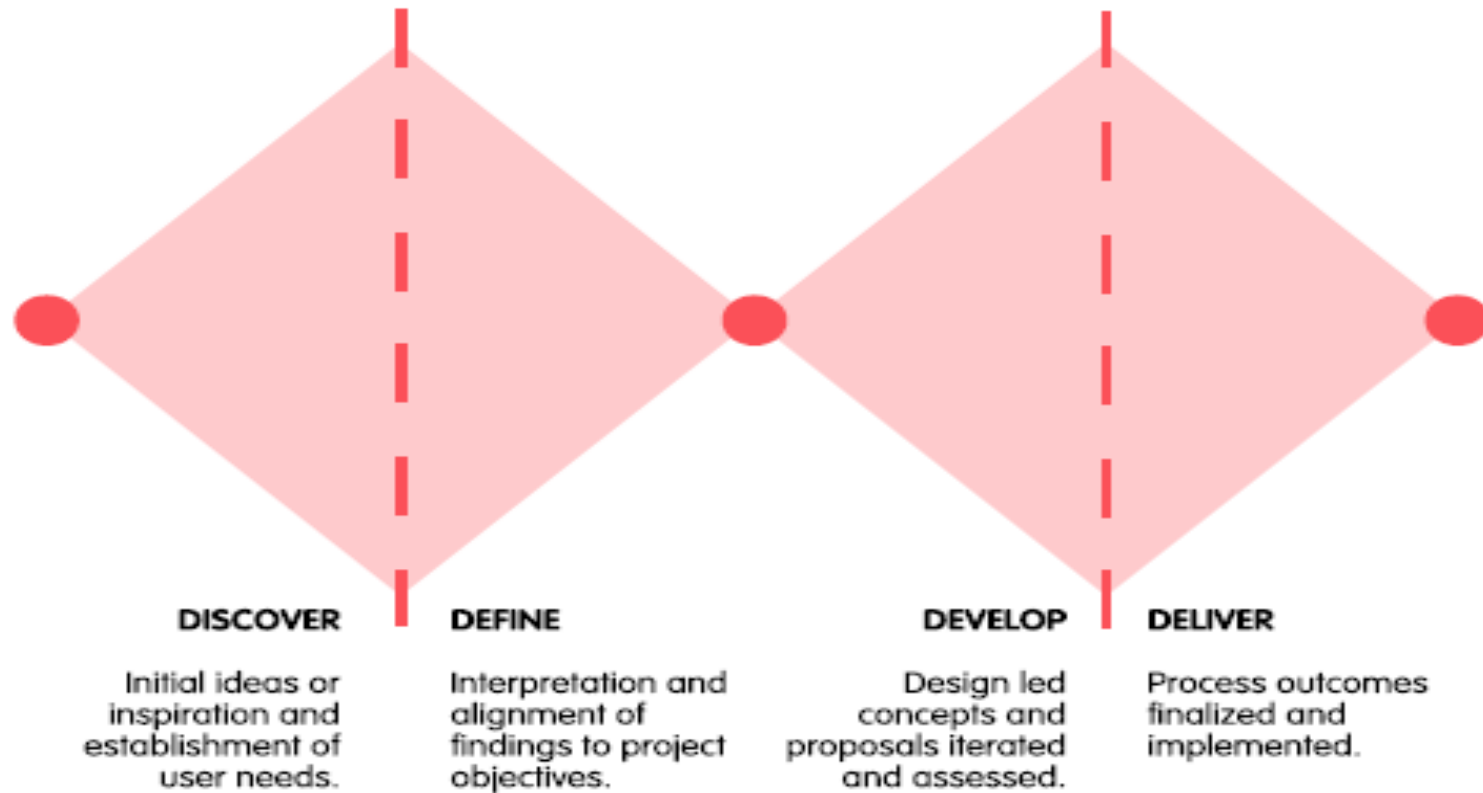 DISCOVER
Initial ideas or
inspiration and
establishment of
user needs.
DEFINE
Interpretation and
alignment of
findings to project
objectives.
DEVELOP
Design led
concepts and
proposals iterated
and assessed.
DELIVER
Process outcomes
finalized and
implemented.